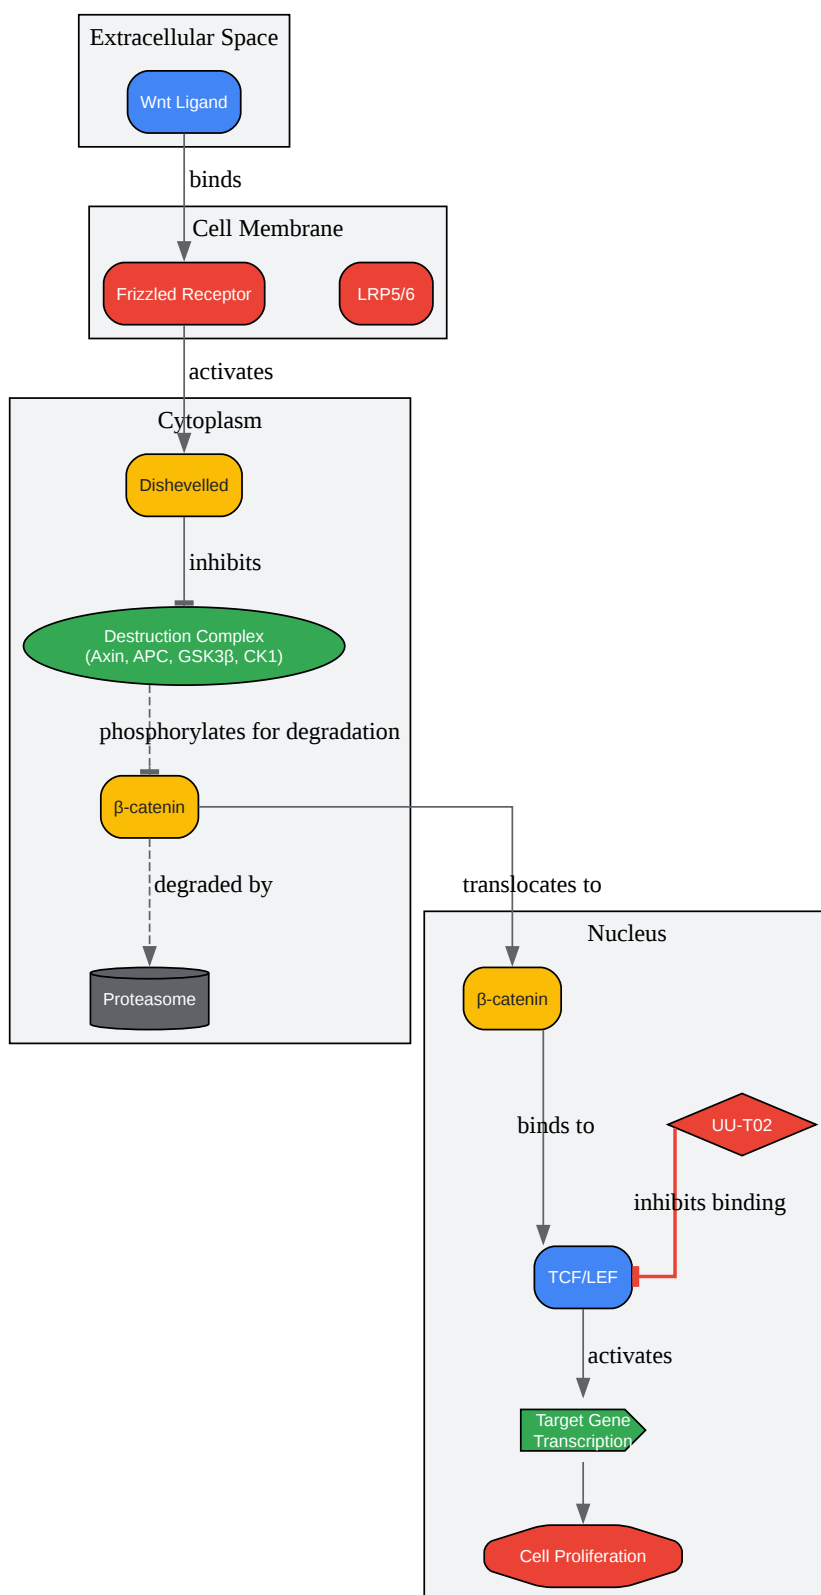 Extracellular Space
Wnt Ligand
binds
Cell Membrane
Frizzled Receptor
LRP5/6
activates
Cytoplasm
Dishevelled
inhibits
Destruction Complex
(Axin, APC, GSK3β, CK1)
phosphorylates for degradation
β-catenin
degraded by
translocates to
Proteasome
Nucleus
β-catenin
binds to
UU-T02
inhibits binding
TCF/LEF
activates
Target Gene
Transcription
Cell Proliferation